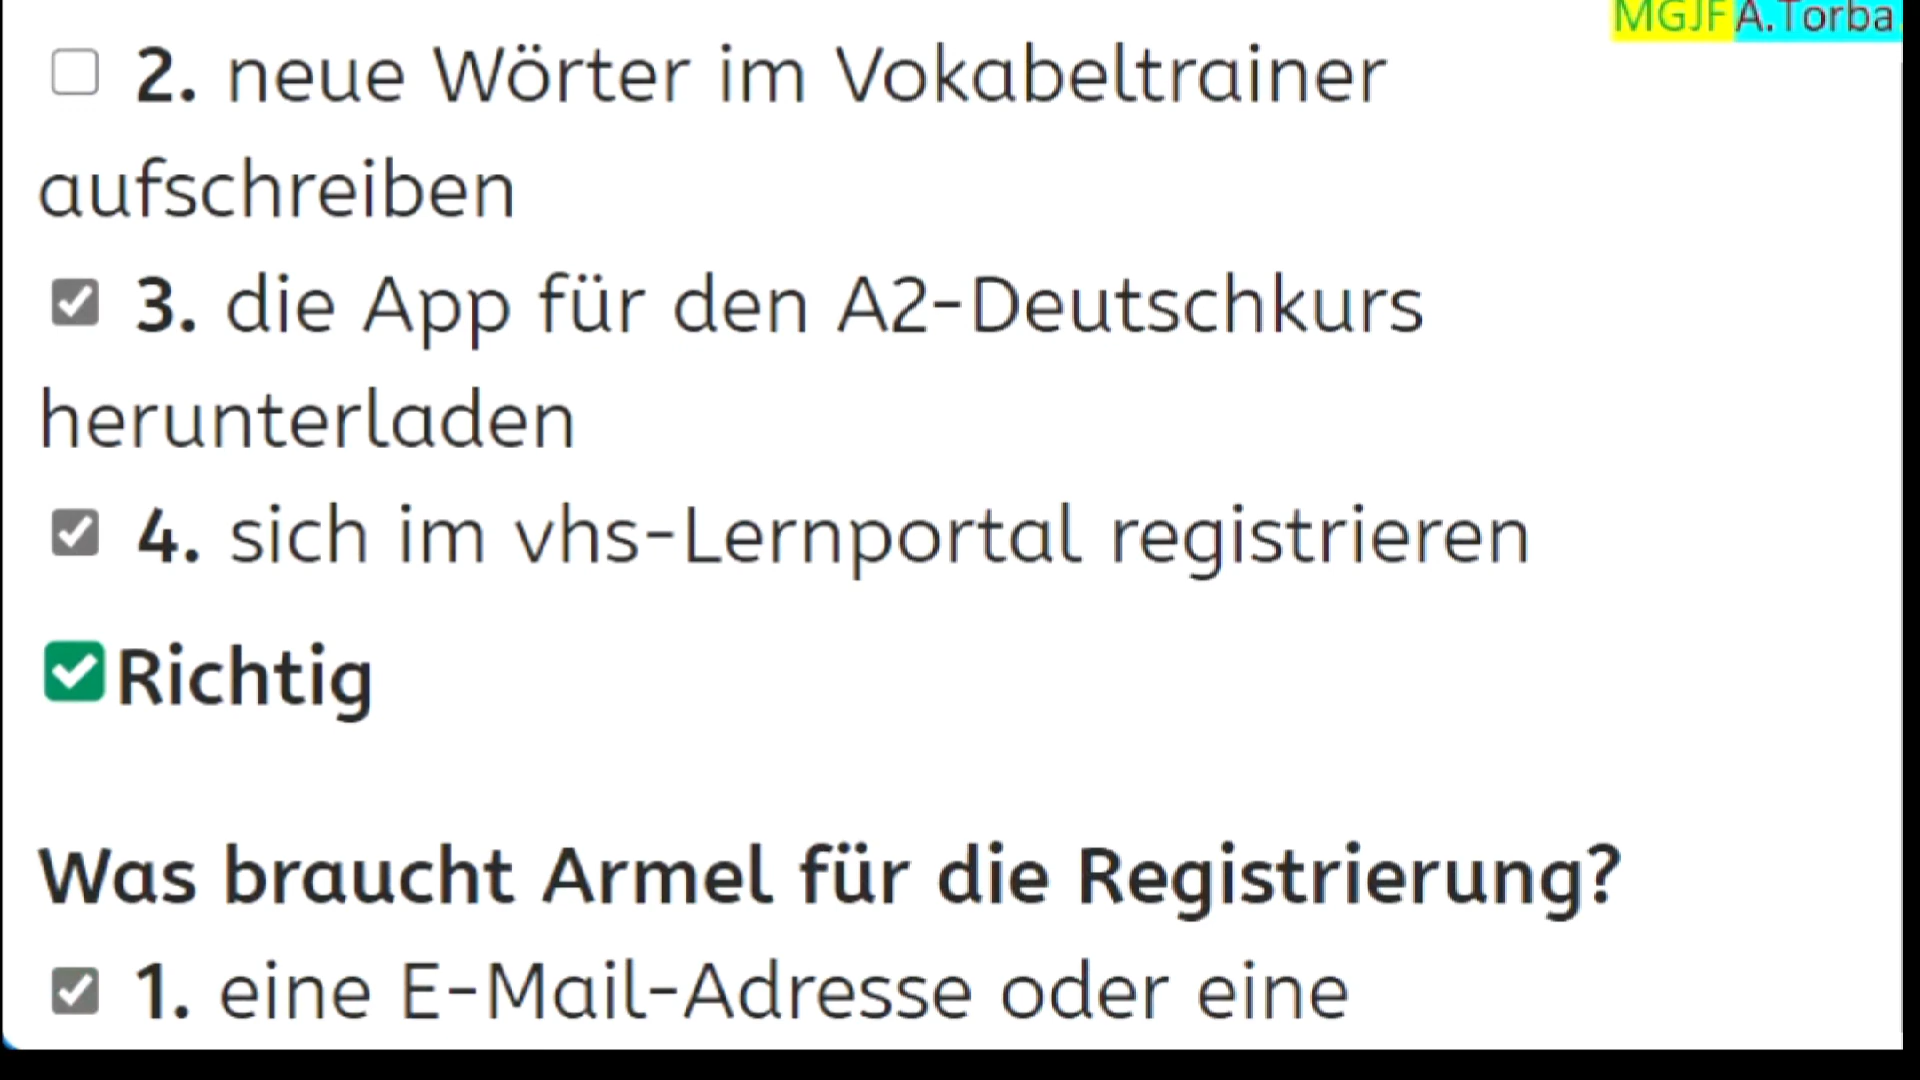 MGJF A.Torba
2. neue Wörter im Vokabeltrainer
aufschreiben
3. die App für den A2-Deutschkurs
herunterladen
4. sich im vhs-Lernportal registrieren
Richtig
Was braucht Armel für die Registrierung?
1. eine E-Mail-Adresse oder eine